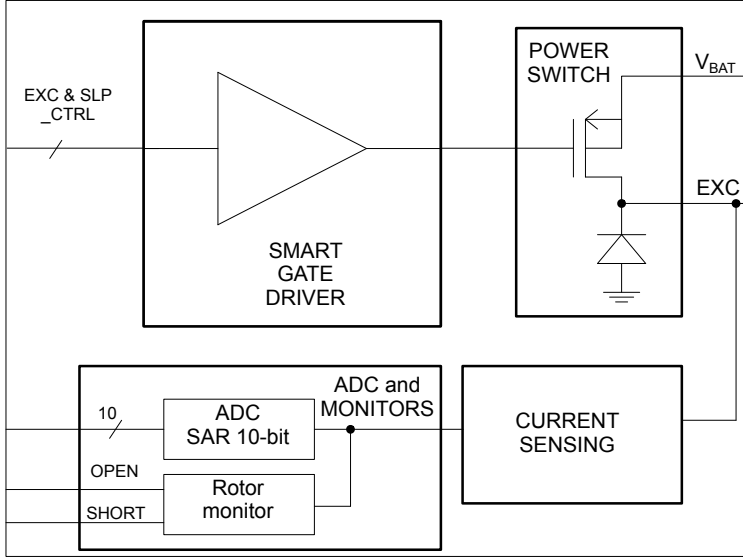 POWER
SWITCH
V_BAT
EXC & SLP
_CTRL
EXC
SMART
GATE
DRIVER
ADC and
MONITORS
10
ADC
SAR 10-bit
CURRENT
SENSING
OPEN
Rotor
monitor
SHORT